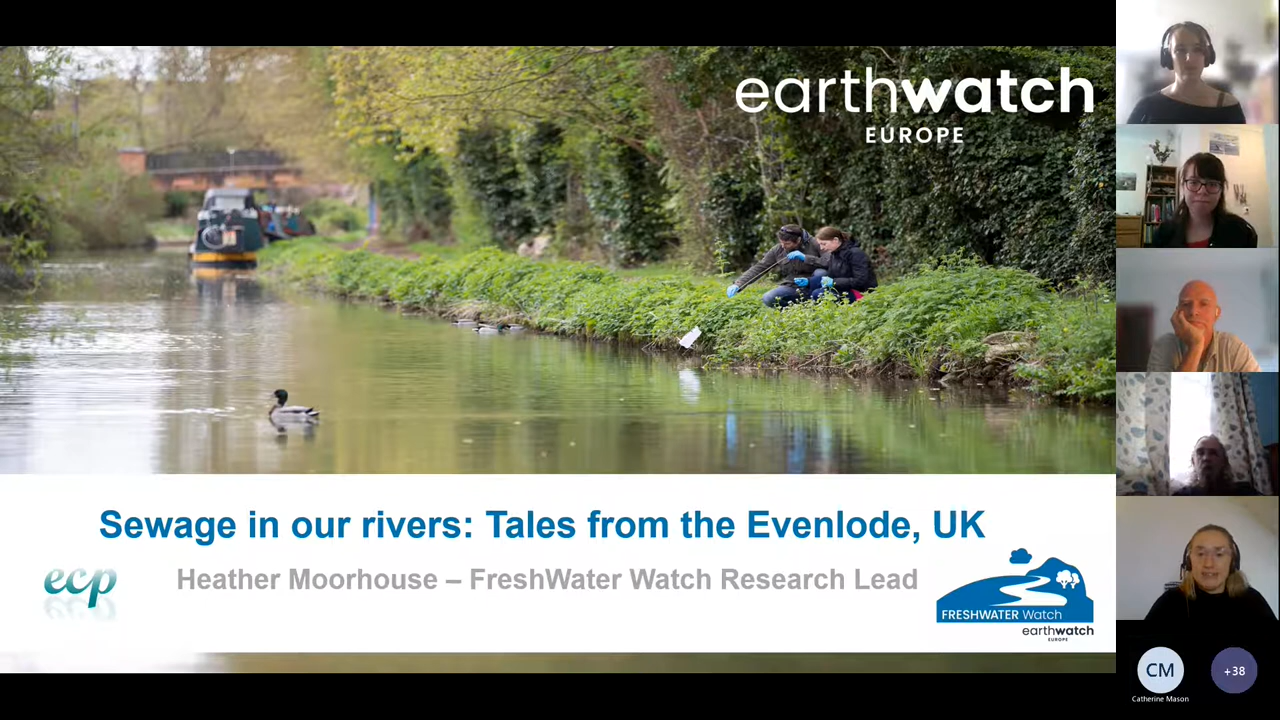 earthwatch
EUROPE
Sewage in our rivers: Tales from the Evenlode, UK
ecp
Heather Moorhouse – FreshWater Watch Research Lead
FRESHWATER Watch
earthwatch
EUROPE
CM
+38
Catherine Mason